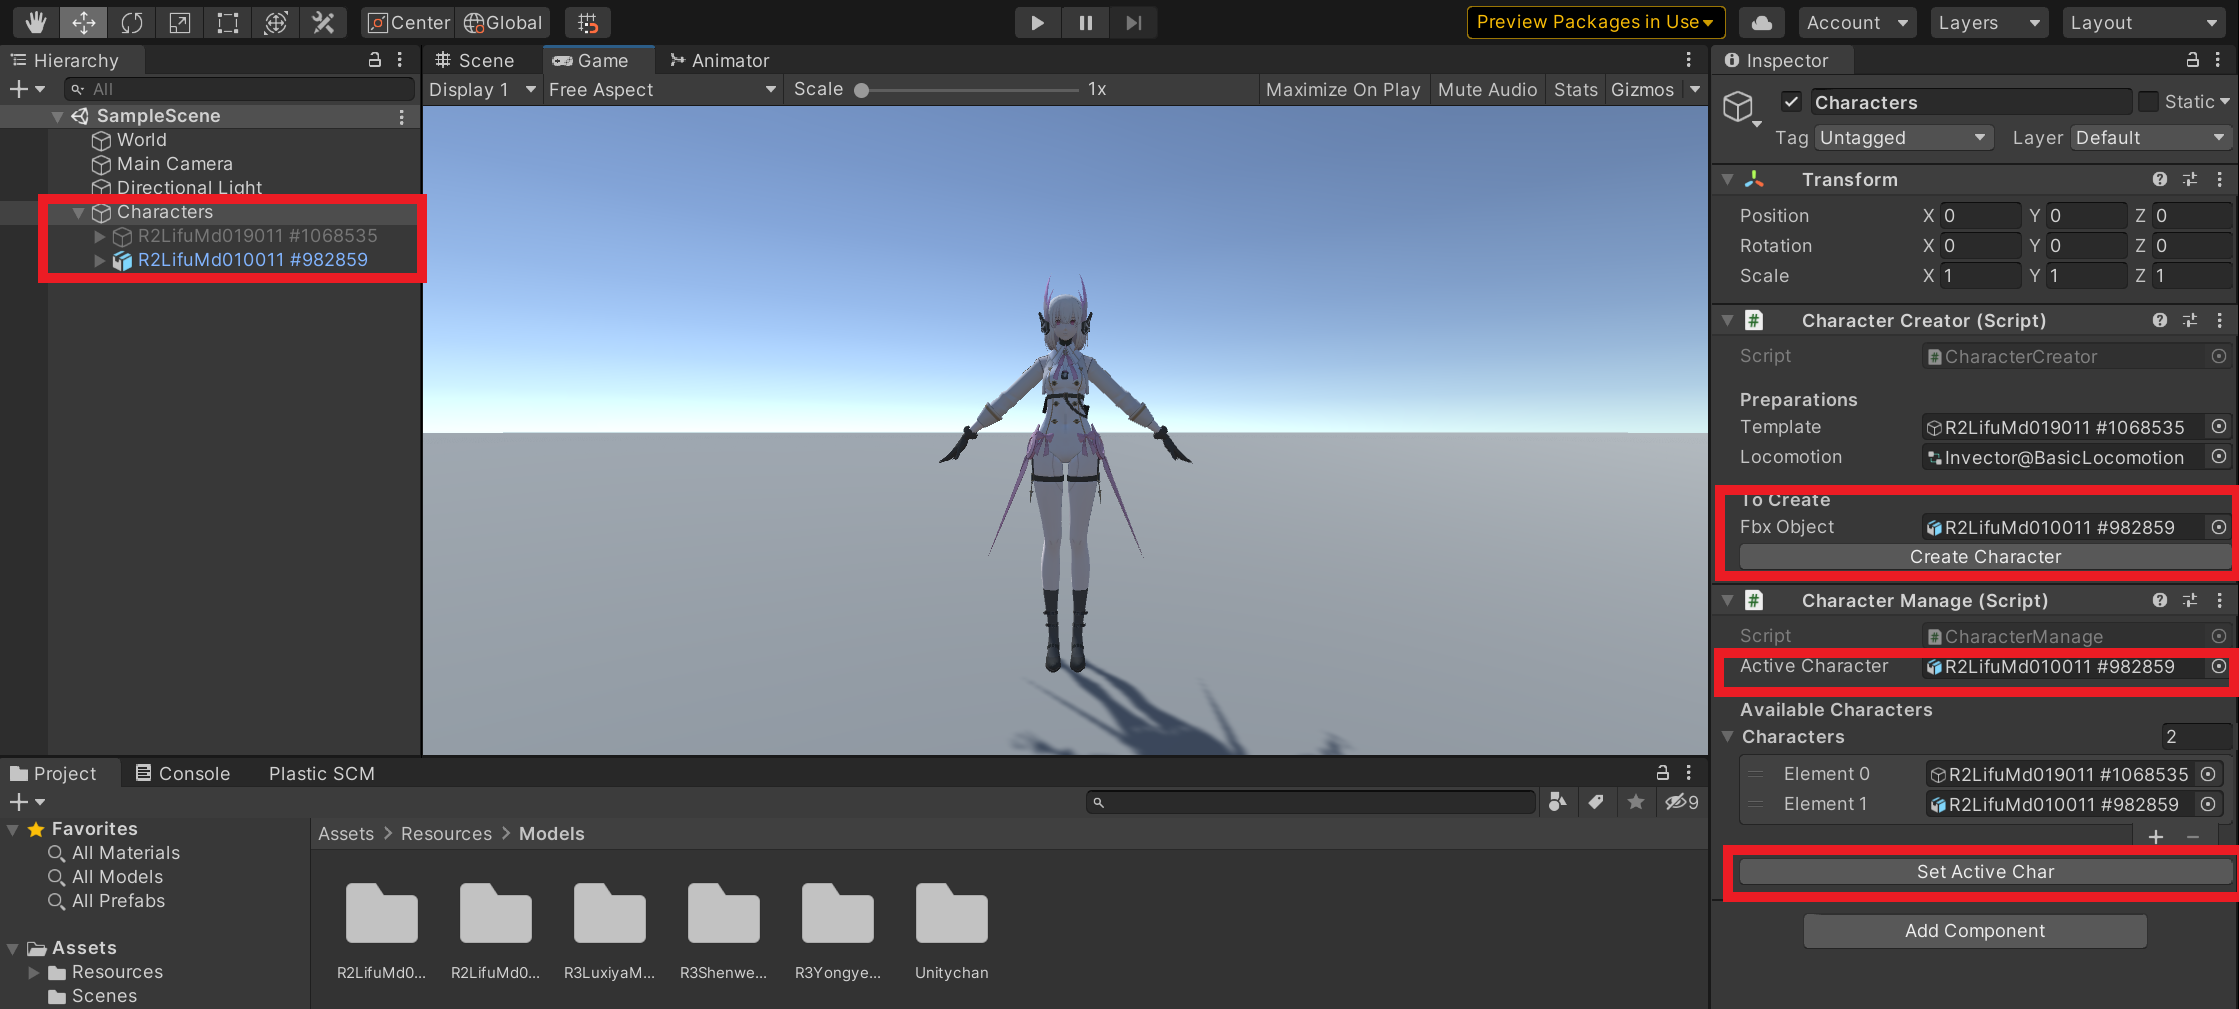 Center
Global
Preview Packages in Use
Account
Layers
Layout
Hierarchy
All
SampleScene
World
Main Camera
Directional Light
Characters
R2LifuMd019011 #1068535
R2LifuMd010011 #982859
Scene
Game
Animator
Display 1
Free Aspect
Scale
1x
Maximize On Play
Mute Audio
Stats
Gizmos
Inspector
Characters
Static
Tag
Untagged
Layer
Default
Transform
Position X 0 Y 0 Z 0
Rotation X 0 Y 0 Z 0
Scale X 1 Y 1 Z 1
Character Creator (Script)
Script CharacterCreator
Preparations
Template R2LifuMd019011 #1068535
Locomotion Invector@BasicLocomotion
To Create
Fbx Object R2LifuMd010011 #982859
Create Character
Character Manage (Script)
Script CharacterManage
Active Character R2LifuMd010011 #982859
Available Characters
Characters 2
Element 0 R2LifuMd019011 #1068535
Element 1 R2LifuMd010011 #982859
Set Active Char
Add Component
Project
Console
Plastic SCM
9
Favorites
All Materials
All Models
All Prefabs
Assets
Resources
Scenes
Assets > Resources > Models
R2LifuMd0...
R2LifuMd0...
R3LuxiyaM...
R3Shenwe...
R3Yongye...
Unitychan